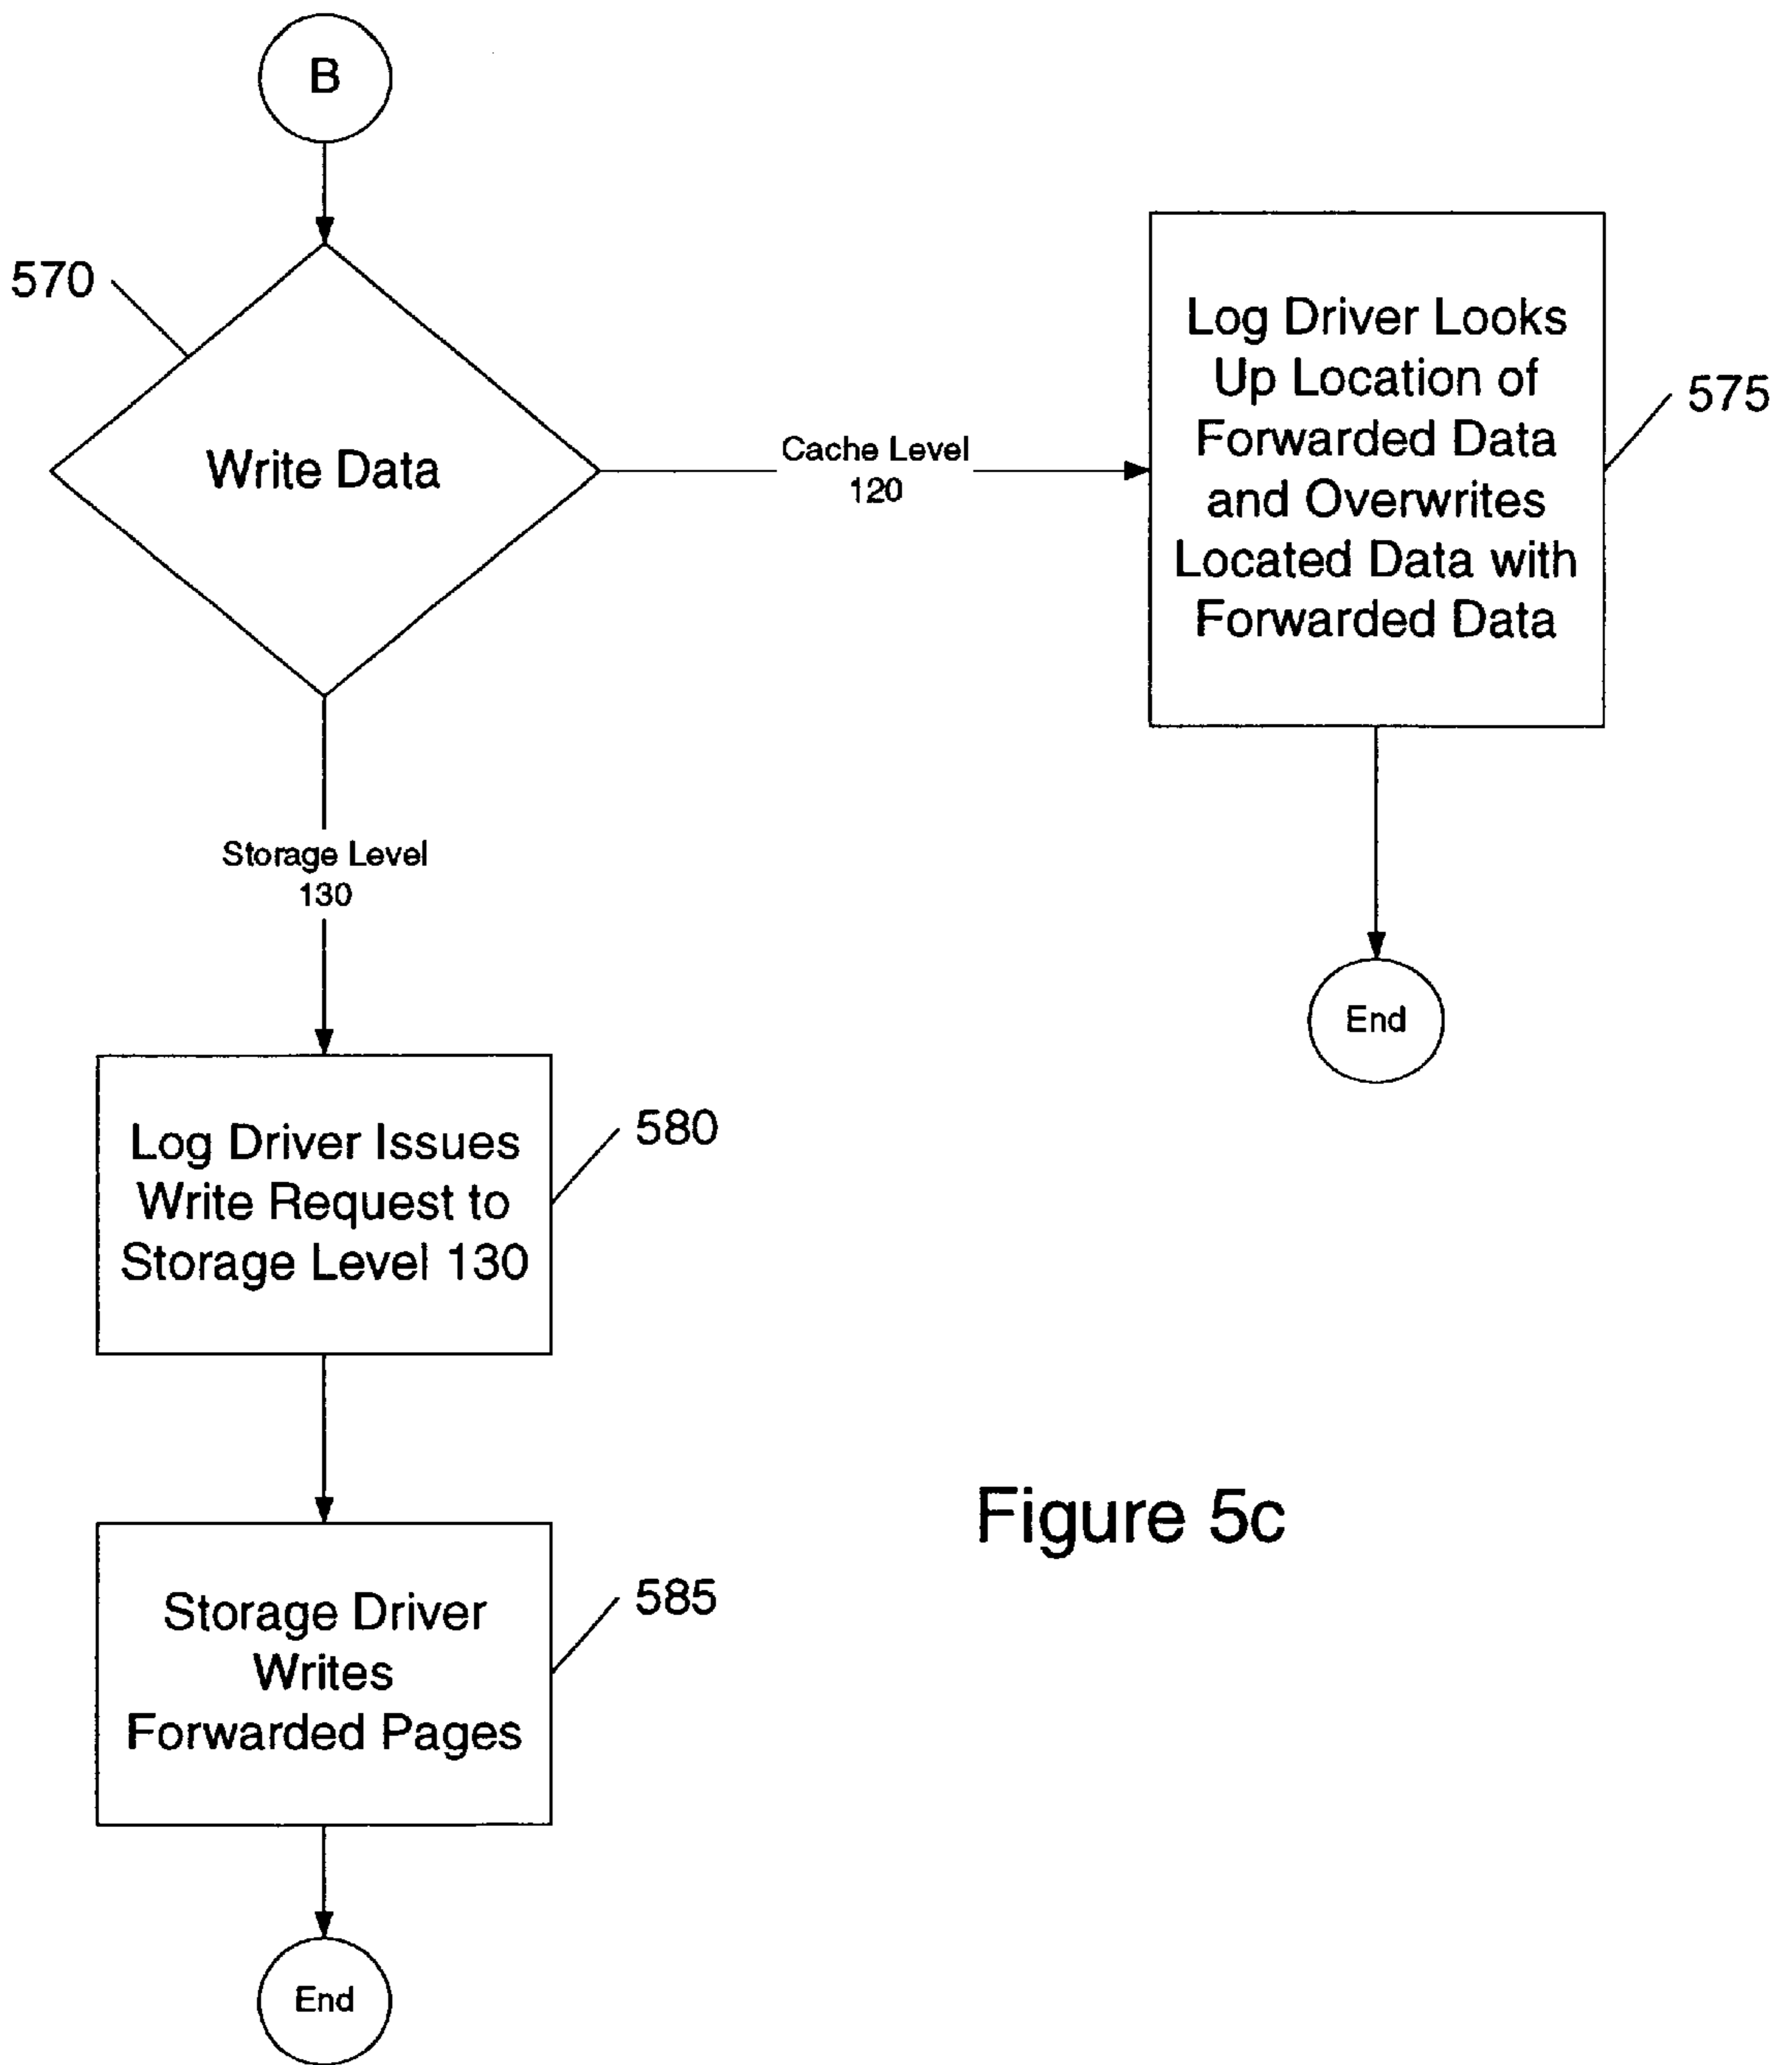 B
570
Write Data
Cache Level
120
Log Driver Looks
Up Location of
Forwarded Data
and Overwrites
Located Data with
Forwarded Data
575
End
Storage Level
130
Log Driver Issues
Write Request to
Storage Level 130
580
Storage Driver
Writes
Forwarded Pages
585
End
Figure 5c